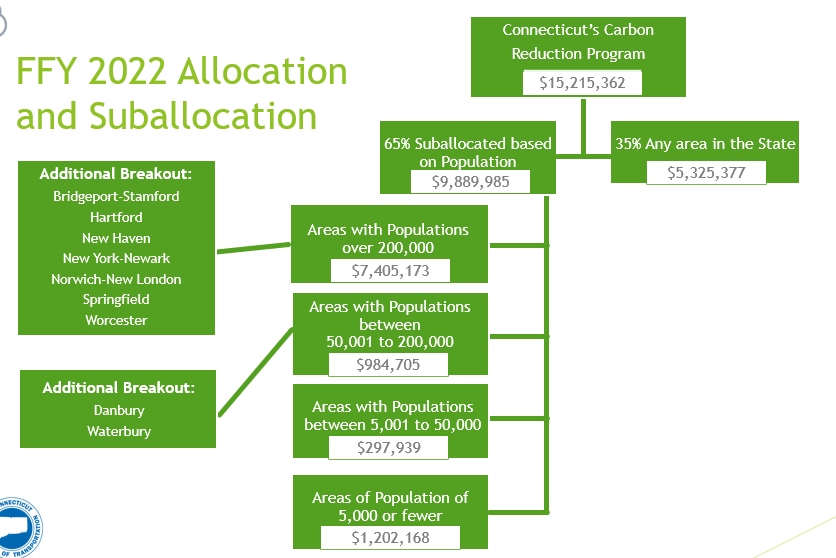 FFY 2022 Allocation
and Suballocation
Connecticut's Carbon
Reduction Program
$15,215,362
65% Suballocated based
on Population
$9,889,985
35% Any area in the State
$5,325,377
Additional Breakout:
Bridgeport-Stamford
Hartford
New Haven
New York-Newark
Norwich-New London
Springfield
Worcester
Areas with Populations
over 200,000
$7,405,173
Areas with Populations
between
50,001 to 200,000
$984,705
Additional Breakout:
Danbury
Waterbury
Areas with Populations
between 5,001 to 50,000
$297,939
Areas of Population of
5,000 or fewer
$1,202,168
OF TRANSPORTATION